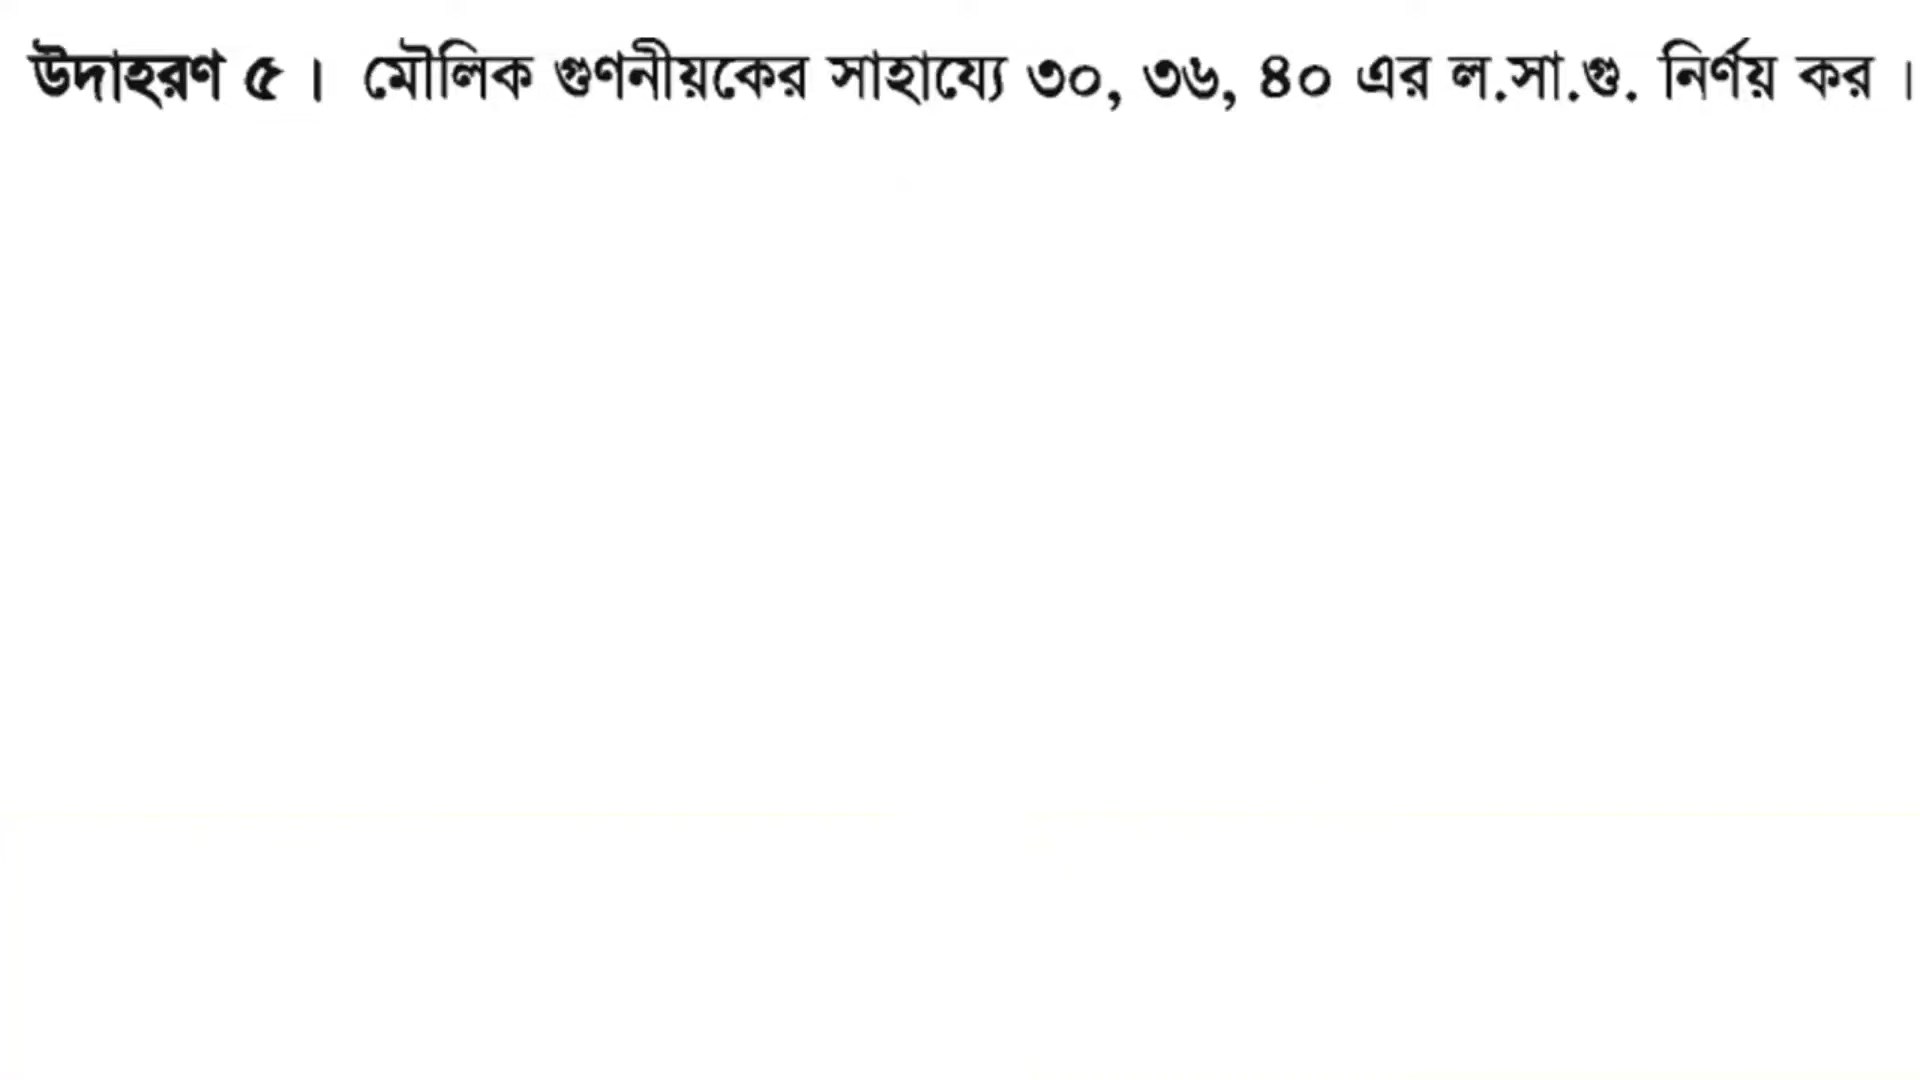 উদাহরণ ৫। মৌলিক গুণনীয়কের সাহায্যে ৩০, ৩৬, ৪০ এর ল.সা.গু. নির্ণয় কর।